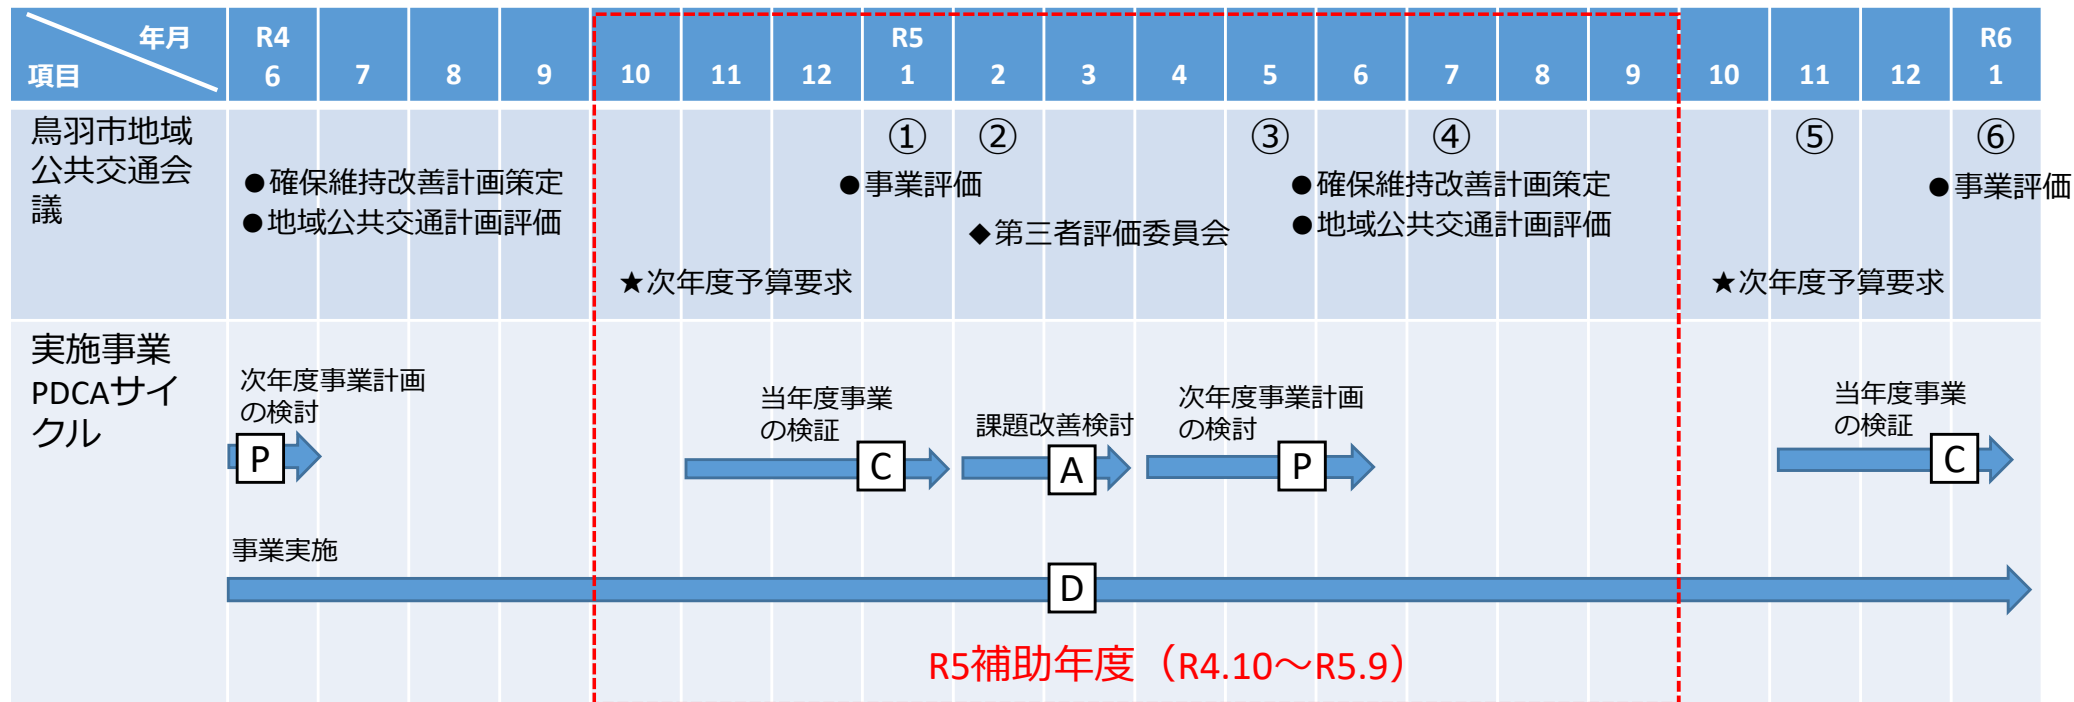 年月
項目
R4
6 7 8 9 10 11 12
R5
1 2 3 4 5 6 7 8 9 10 11 12
R6
1
鳥羽市地域
公共交通会
議
① ② ③ ④ ⑤ ⑥
●確保維持改善計画策定
●地域公共交通計画評価
●事業評価
◆第三者評価委員会
●確保維持改善計画策定
●地域公共交通計画評価
●事業評価
★次年度予算要求
★次年度予算要求
実施事業
PDCAサイ
クル
次年度事業計画
の検討
P
当年度事業
の検証
C
課題改善検討
A
次年度事業計画
の検討
P
当年度事業
の検証
C
事業実施
D
R5補助年度（R4.10～R5.9）